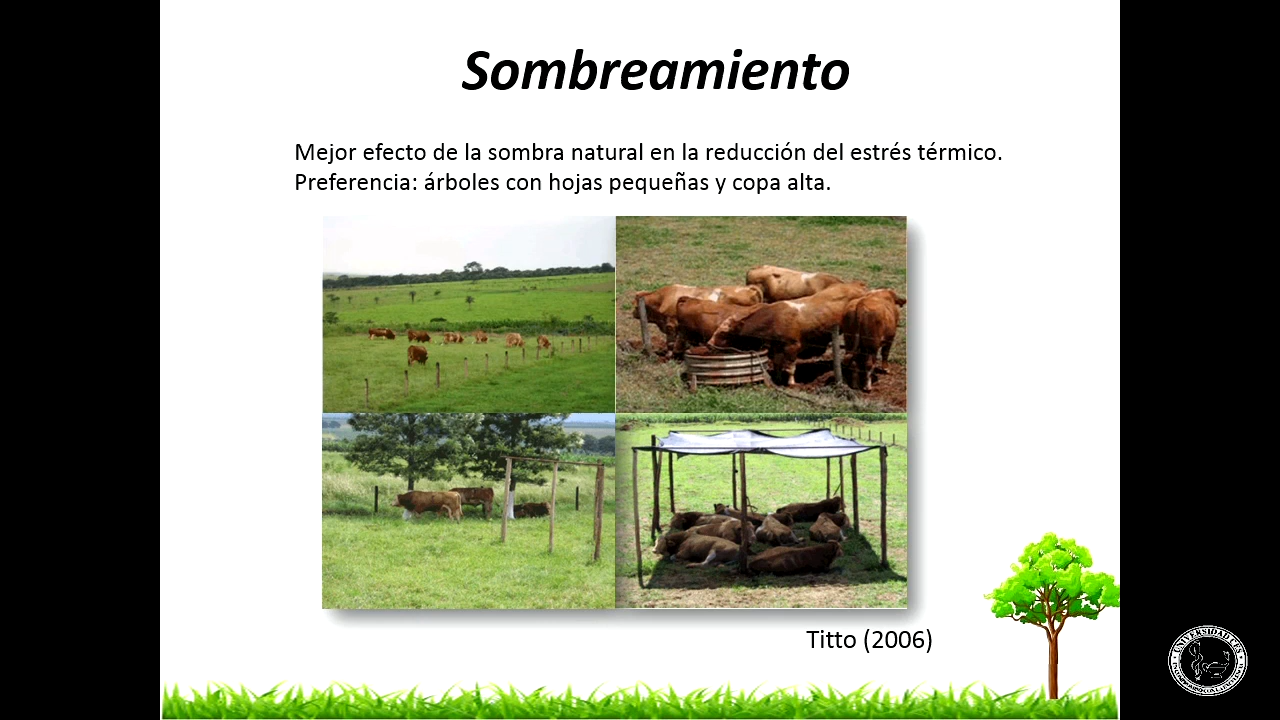 Sombreamiento
Mejor efecto de la sombra natural en la reducción del estrés térmico.
Preferencia: árboles con hojas pequeñas y copa alta.
Titto (2006)